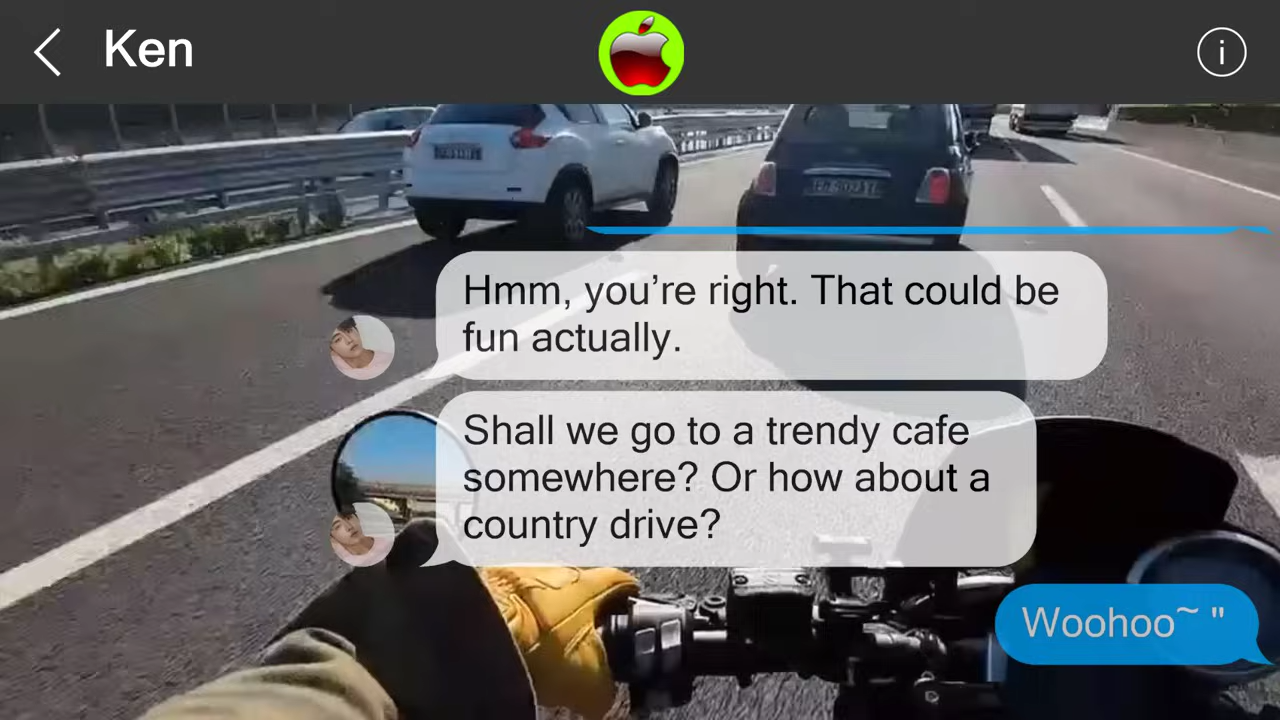 Ken
i
Hmm, you’re right. That could be
fun actually.
Shall we go to a trendy cafe
somewhere? Or how about a
country drive?
Woohoo~ "